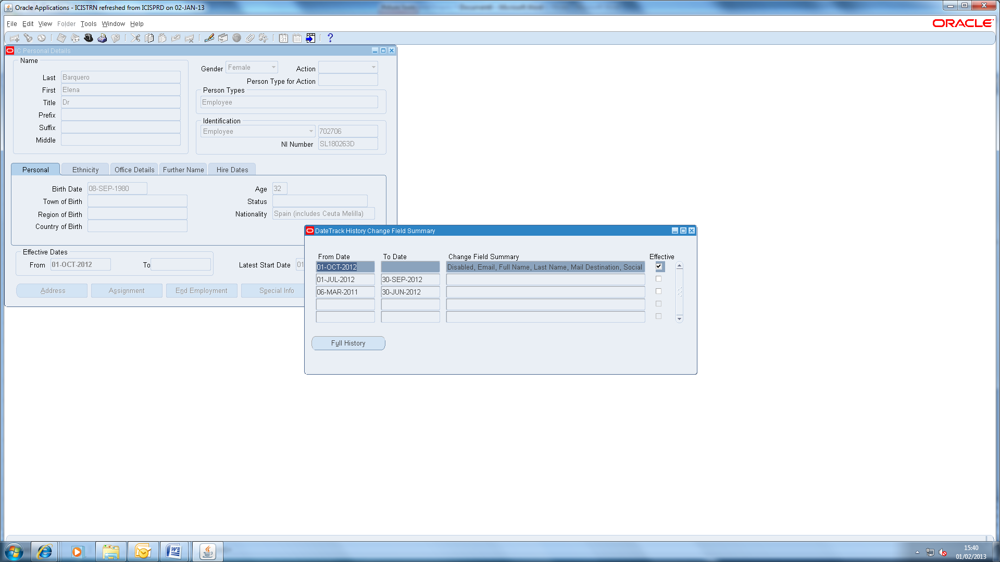 Oracle Applications - ICISTRN refreshed from ICISPRD on 02-JAN-13
File Edit View Folder Tools Window Help
ORACLE
IC Personal Details
Name
Last Barquero
First Elena
Title Dr
Prefix
Suffix
Middle
Gender Female Action
Person Type for Action
Person Types
Employee
Identification
Employee 702706
NI Number SL180263D
Personal Ethnicity Office Details Further Name Hire Dates
Birth Date 08-SEP-1980 Age 32
Town of Birth Status
Region of Birth Nationality Spain (includes Ceuta Melilla)
Country of Birth
Effective Dates
From 01-OCT-2012 To Latest Start Date 01
Address Assignment End Employment Special Info
DateTrack History Change Field Summary
From Date To Date Change Field Summary Effective
01-OCT-2012 Disabled, Email, Full Name, Last Name, Mail Destination, Social
01-JUL-2012 30-SEP-2012
06-MAR-2011 30-JUN-2012
Full History
15:40
01/02/2013